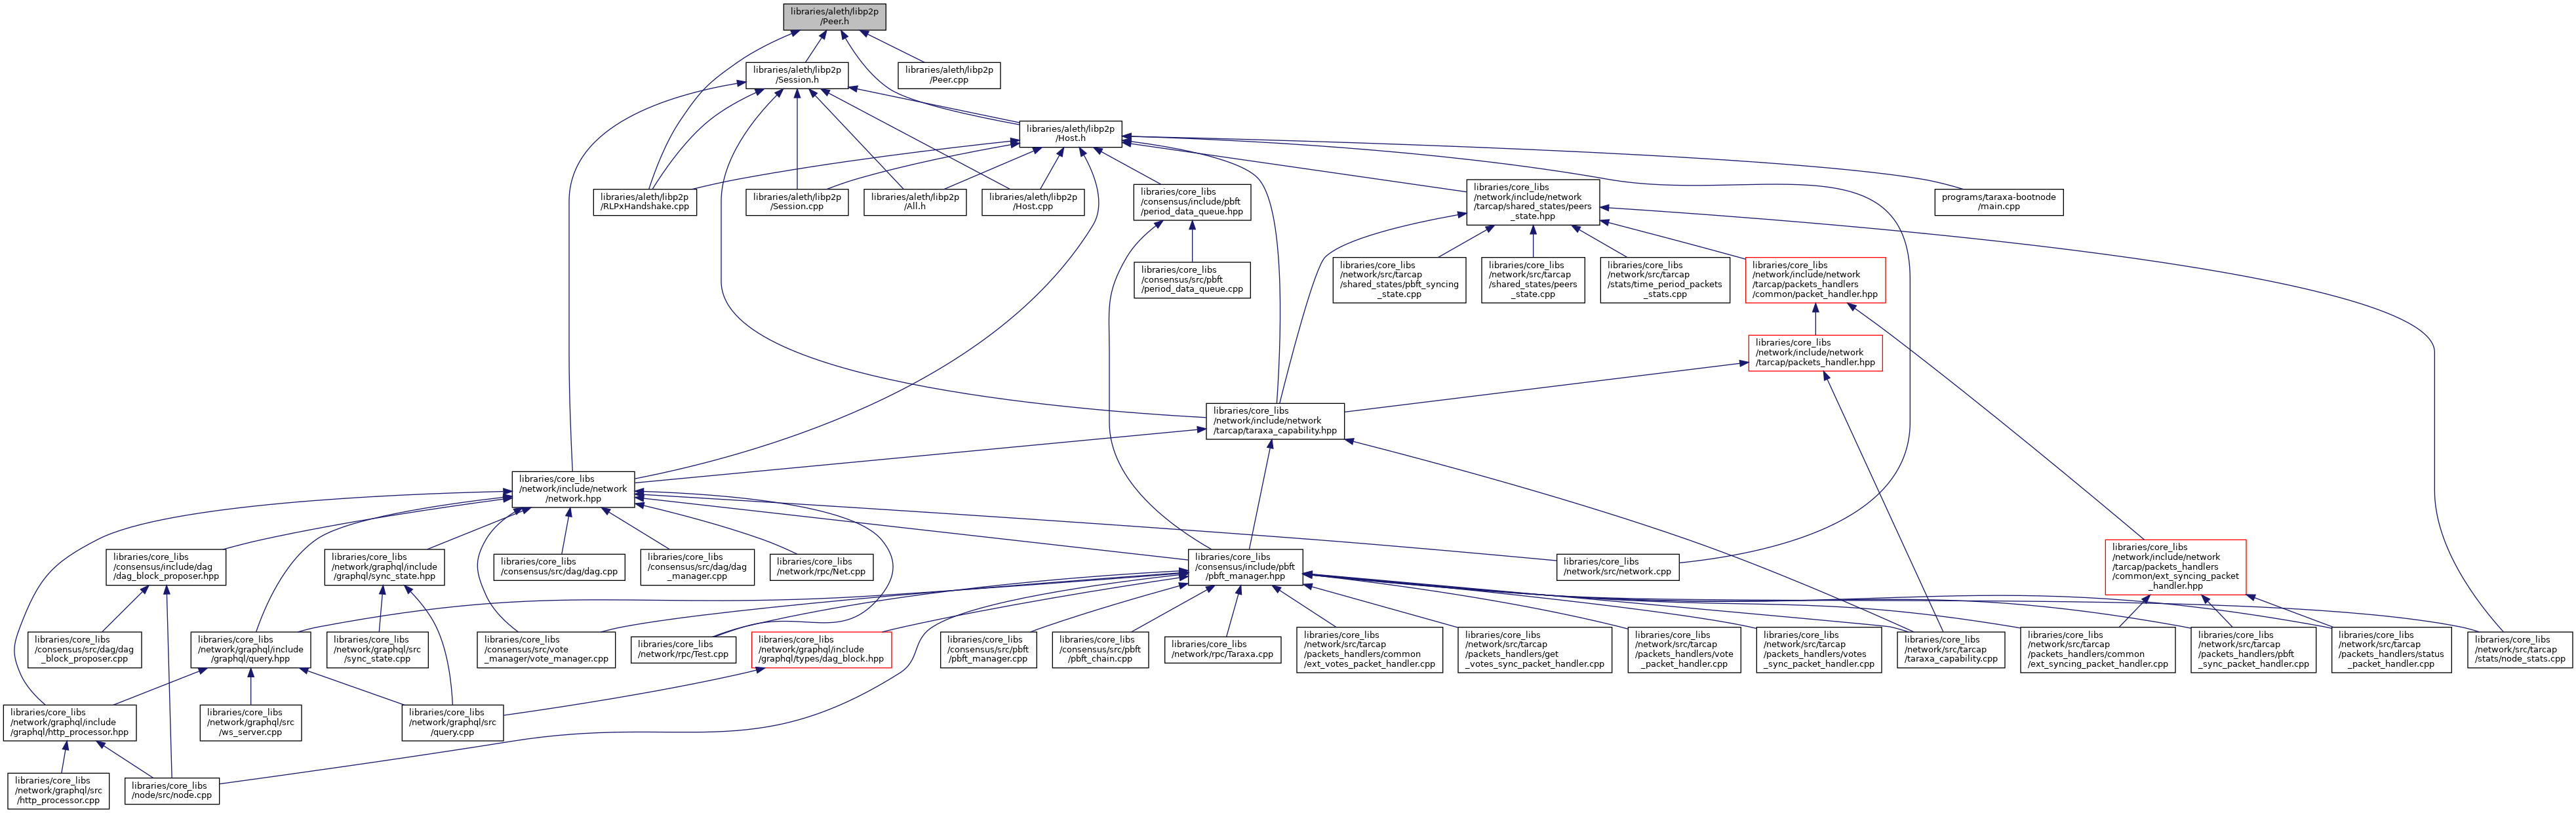 libraries/aleth/libp2p
/Peer.h
libraries/aleth/libp2p
/Session.h
libraries/aleth/libp2p
/Peer.cpp
libraries/aleth/libp2p
/Host.h
libraries/aleth/libp2p
/RLPxHandshake.cpp
libraries/aleth/libp2p
/Session.cpp
libraries/aleth/libp2p
/All.h
libraries/aleth/libp2p
/Host.cpp
libraries/core_libs
/consensus/include/pbft
/period_data_queue.hpp
libraries/core_libs
/network/include/network
/tarcap/shared_states/peers
_state.hpp
programs/taraxa-bootnode
/main.cpp
libraries/core_libs
/consensus/src/pbft
/period_data_queue.cpp
libraries/core_libs
/network/src/tarcap
/shared_states/pbft_syncing
_state.cpp
libraries/core_libs
/network/src/tarcap
/shared_states/peers
_state.cpp
libraries/core_libs
/network/src/tarcap
/stats/time_period_packets
_stats.cpp
libraries/core_libs
/network/include/network
/tarcap/packets_handlers
/common/packet_handler.hpp
libraries/core_libs
/network/include/network
/tarcap/packets_handler.hpp
libraries/core_libs
/network/include/network
/tarcap/taraxa_capability.hpp
libraries/core_libs
/network/include/network
/network.hpp
libraries/core_libs
/consensus/include/dag
/dag_block_proposer.hpp
libraries/core_libs
/network/graphql/include
/graphql/sync_state.hpp
libraries/core_libs
/consensus/src/dag/dag.cpp
libraries/core_libs
/consensus/src/dag/dag
_manager.cpp
libraries/core_libs
/network/rpc/Net.cpp
libraries/core_libs
/consensus/include/pbft
/pbft_manager.hpp
libraries/core_libs
/network/src/network.cpp
libraries/core_libs
/network/include/network
/tarcap/packets_handlers
/common/ext_syncing_packet
_handler.hpp
libraries/core_libs
/consensus/src/dag/dag
_block_proposer.cpp
libraries/core_libs
/network/graphql/include
/graphql/query.hpp
libraries/core_libs
/network/graphql/src
/sync_state.cpp
libraries/core_libs
/consensus/src/vote
_manager/vote_manager.cpp
libraries/core_libs
/network/rpc/Test.cpp
libraries/core_libs
/network/graphql/include
/graphql/types/dag_block.hpp
libraries/core_libs
/consensus/src/pbft
/pbft_manager.cpp
libraries/core_libs
/consensus/src/pbft
/pbft_chain.cpp
libraries/core_libs
/network/rpc/Taraxa.cpp
libraries/core_libs
/network/src/tarcap
/packets_handlers/common
/ext_votes_packet_handler.cpp
libraries/core_libs
/network/src/tarcap
/packets_handlers/get
_votes_sync_packet_handler.cpp
libraries/core_libs
/network/src/tarcap
/packets_handlers/vote
_packet_handler.cpp
libraries/core_libs
/network/src/tarcap
/packets_handlers/votes
_sync_packet_handler.cpp
libraries/core_libs
/network/src/tarcap
/taraxa_capability.cpp
libraries/core_libs
/network/src/tarcap
/packets_handlers/common
/ext_syncing_packet_handler.cpp
libraries/core_libs
/network/src/tarcap
/packets_handlers/pbft
_sync_packet_handler.cpp
libraries/core_libs
/network/src/tarcap
/packets_handlers/status
_packet_handler.cpp
libraries/core_libs
/network/src/tarcap
/stats/node_stats.cpp
libraries/core_libs
/network/graphql/include
/graphql/http_processor.hpp
libraries/core_libs
/network/graphql/src
/ws_server.cpp
libraries/core_libs
/network/graphql/src
/query.cpp
libraries/core_libs
/network/graphql/src
/http_processor.cpp
libraries/core_libs
/node/src/node.cpp